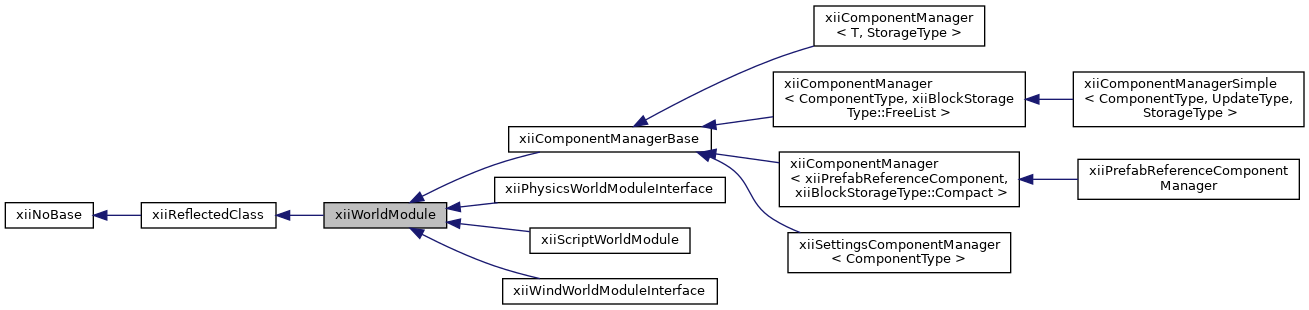 xiiNoBase
xiiReflectedClass
xiiWorldModule
xiiComponentManagerBase
xiiPhysicsWorldModuleInterface
xiiScriptWorldModule
xiiWindWorldModuleInterface
xiiComponentManager
< T, StorageType >
xiiComponentManager
< ComponentType, xiiBlockStorage
Type::FreeList >
xiiComponentManager
< xiiPrefabReferenceComponent,
xiiBlockStorageType::Compact >
xiiSettingsComponentManager
< ComponentType >
xiiComponentManagerSimple
< ComponentType, UpdateType,
StorageType >
xiiPrefabReferenceComponent
Manager